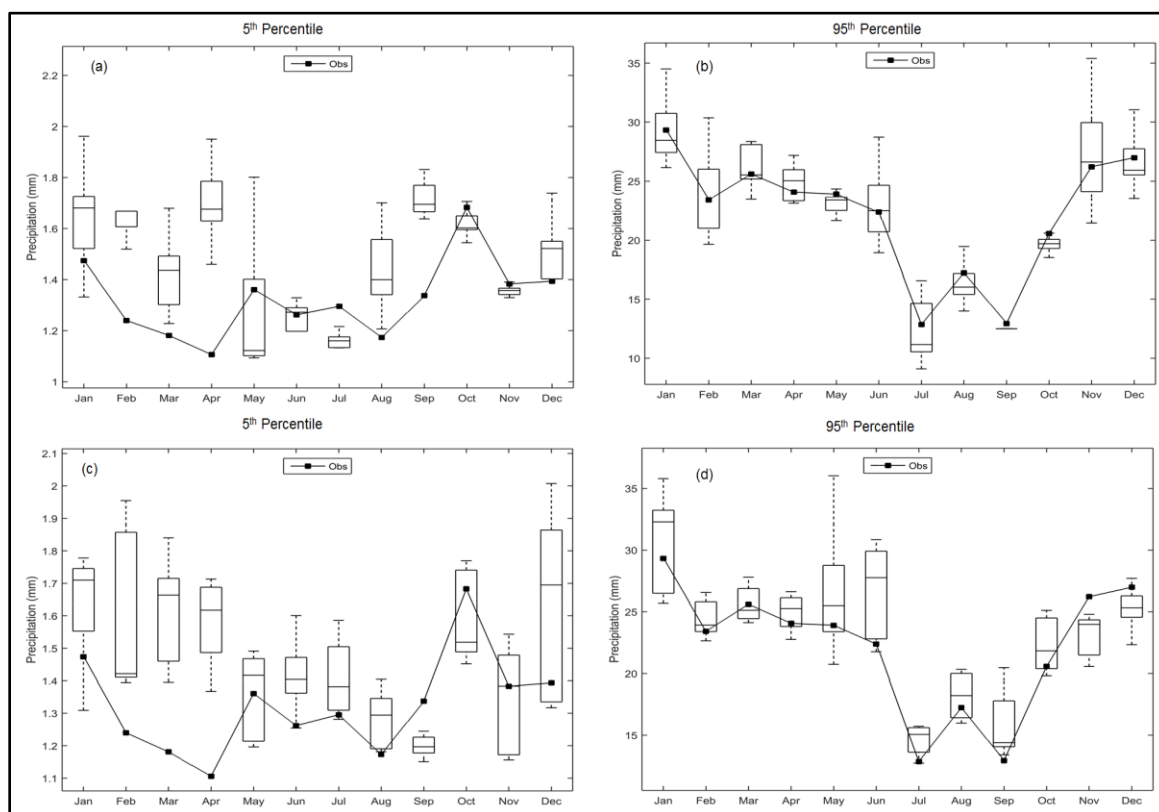 5th Percentile
95th Percentile
(a)
Obs
Precipitation (mm)
2.2
2
1.8
1.6
1.4
1.2
1
Jan Feb Mar Apr May Jun Jul Aug Sep Oct Nov Dec
(b)
Obs
Precipitation (mm)
35
30
25
20
15
10
Jan Feb Mar Apr May Jun Jul Aug Sep Oct Nov Dec
5th Percentile
95th Percentile
(c)
Obs
Precipitation (mm)
2.1
2
1.9
1.8
1.7
1.6
1.5
1.4
1.3
1.2
1.1
Jan Feb Mar Apr May Jun Jul Aug Sep Oct Nov Dec
(d)
Obs
Precipitation (mm)
35
30
25
20
15
Jan Feb Mar Apr May Jun Jul Aug Sep Oct Nov Dec